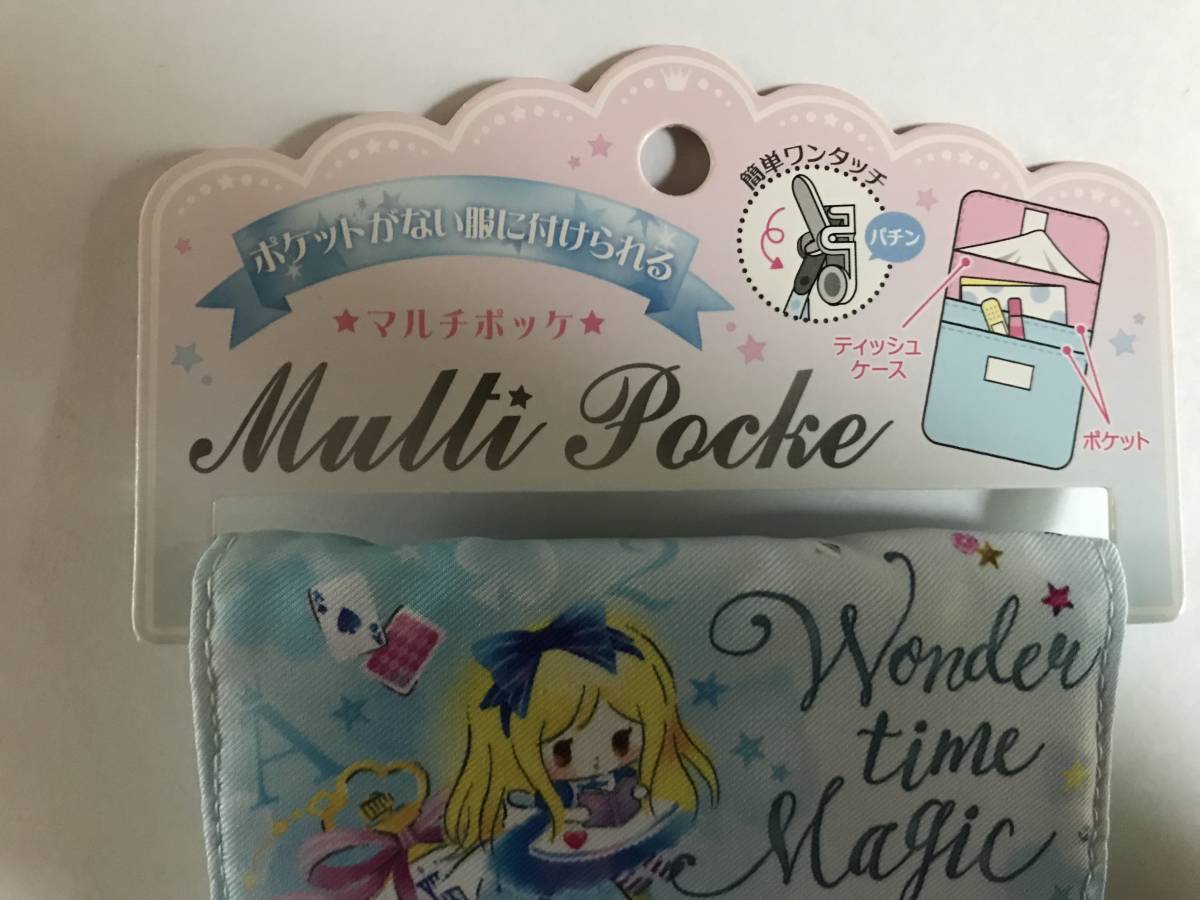 ポケットがない服に付けられる
★マルチポッケ★
Multi Pocke
簡単ワンタッチ
パチン
ティッシュ
ケース
ポケット
A
2
Wonder
time
Magic